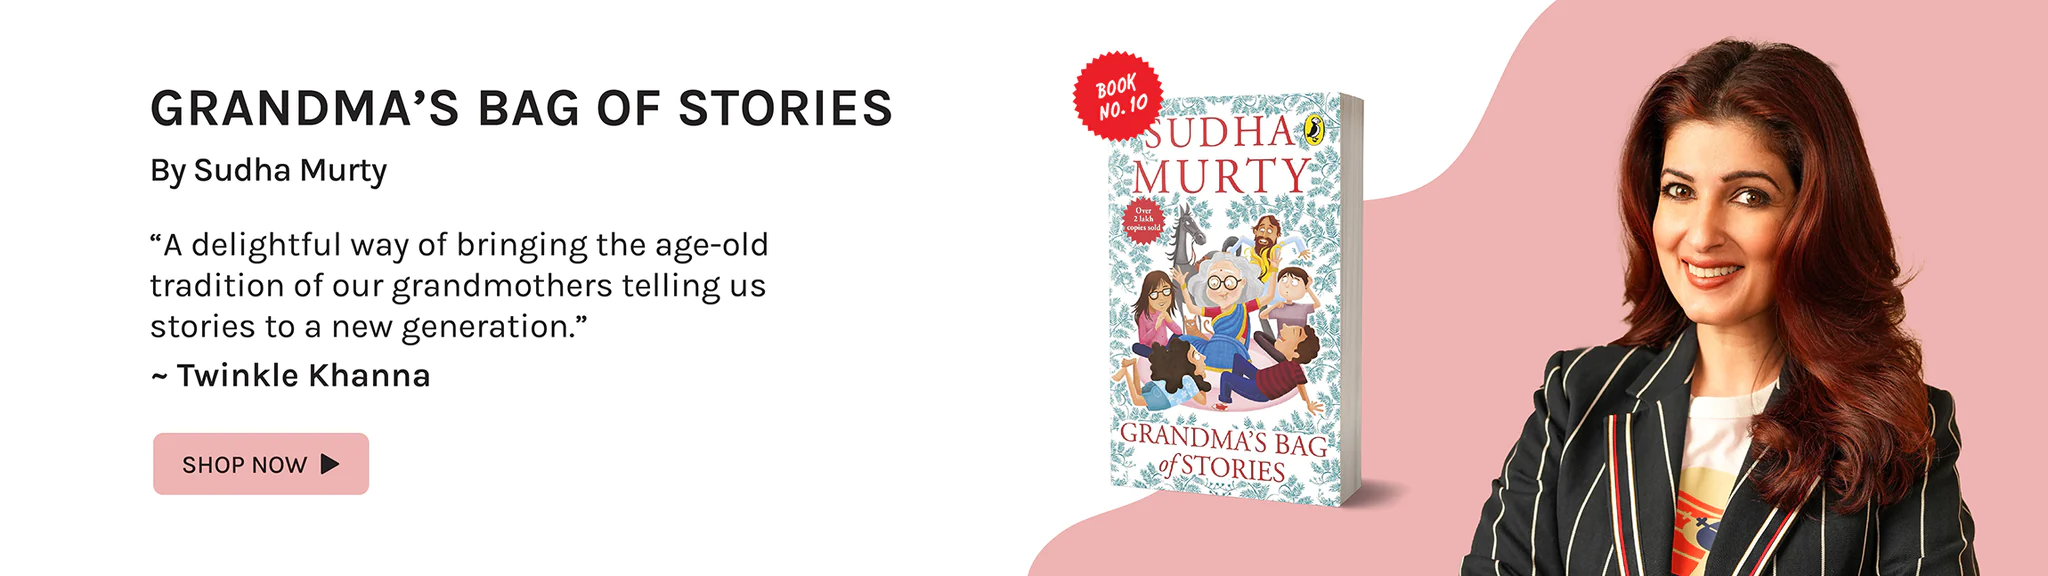 GRANDMA’S BAG OF STORIES
By Sudha Murty
“A delightful way of bringing the age-old
tradition of our grandmothers telling us
stories to a new generation.”
~ Twinkle Khanna
SHOP NOW
BOOK
NO. 10
SUDHA
MURTY
Over
2 lakh
copies sold
GRANDMA’S BAG
of STORIES